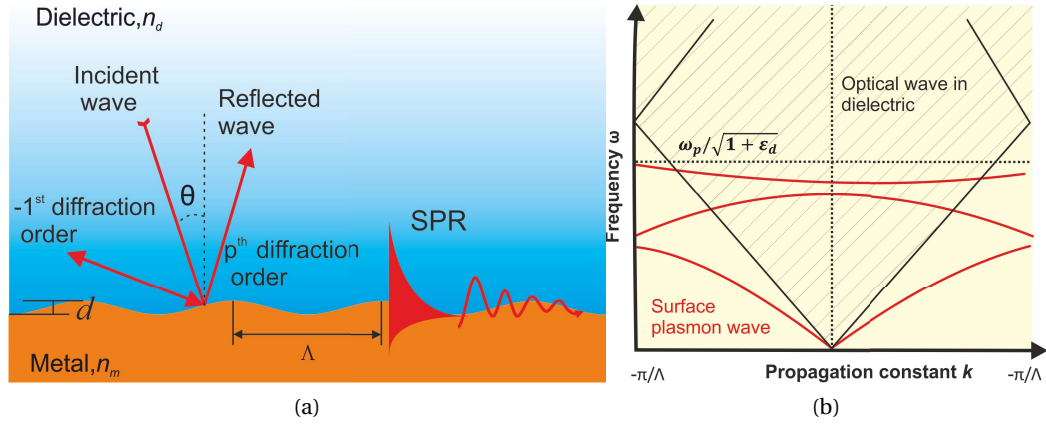 Dielectric,n_d
Incident
wave
Reflected
wave
θ
-1st diffraction
order
pth diffraction
order
SPR
d
Λ
Metal,n_m
(a)
Frequency ω
Optical wave in
dielectric
ω_p/√1 + ε_d
Surface
plasmon wave
-π/Λ
Propagation constant k
-π/Λ
(b)